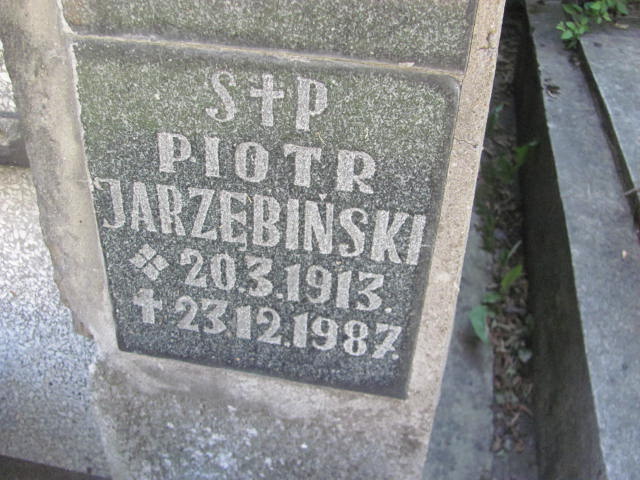 S✝P
PIOTR
JARZĘBIŃSKI
❖ 20.3.1913.
✝ 23.12.1987.